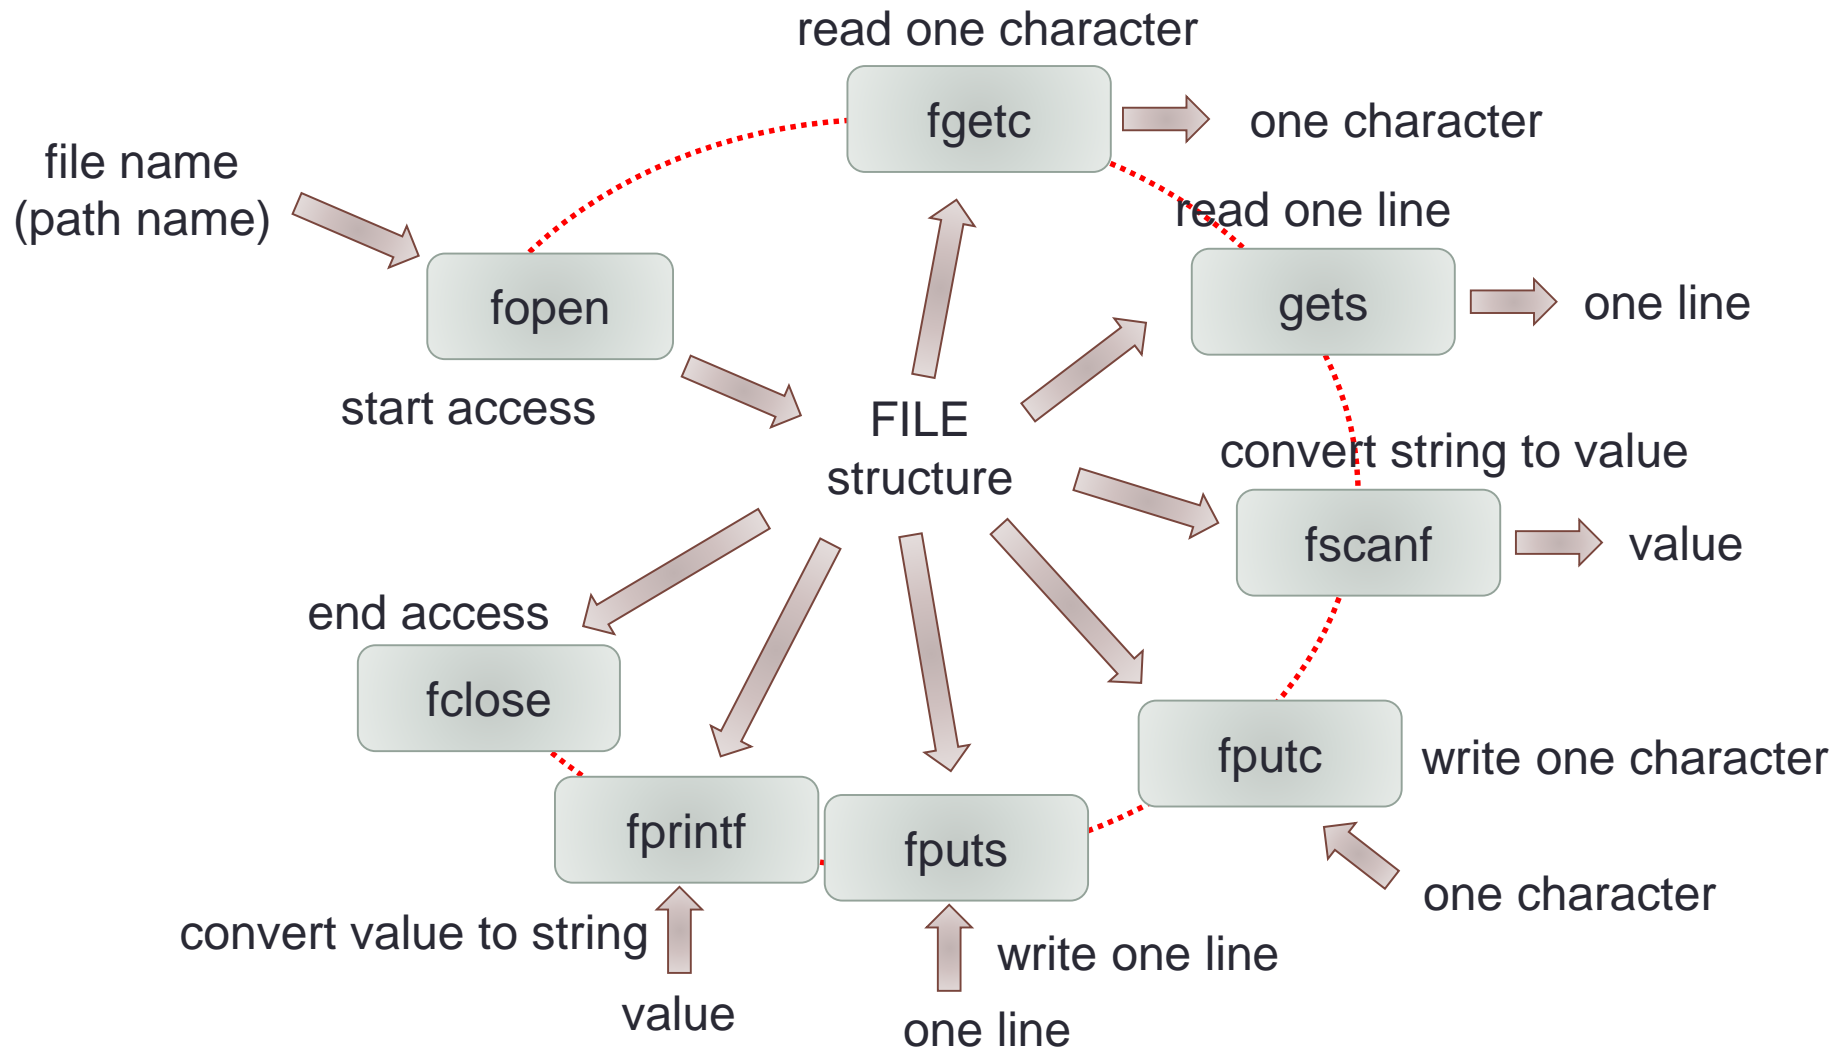 read one character
fgetc
one character
file name
(path name)
read one line
fopen
gets
one line
start access
FILE
structure
convert string to value
fscanf
value
end access
fclose
fputc
write one character
fprintf
fputs
one character
convert value to string
write one line
value
one line